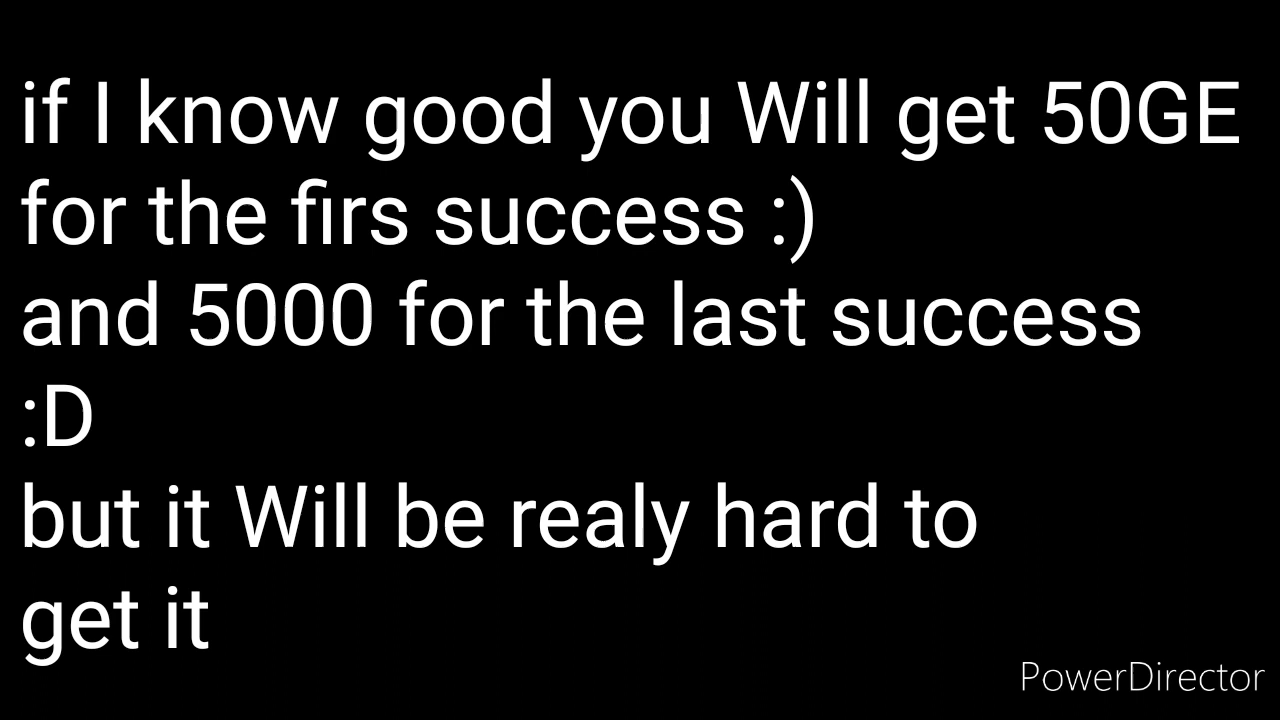 if I know good you Will get 50GE
for the firs success :)
and 5000 for the last success
:D
but it Will be realy hard to
get it
PowerDirector